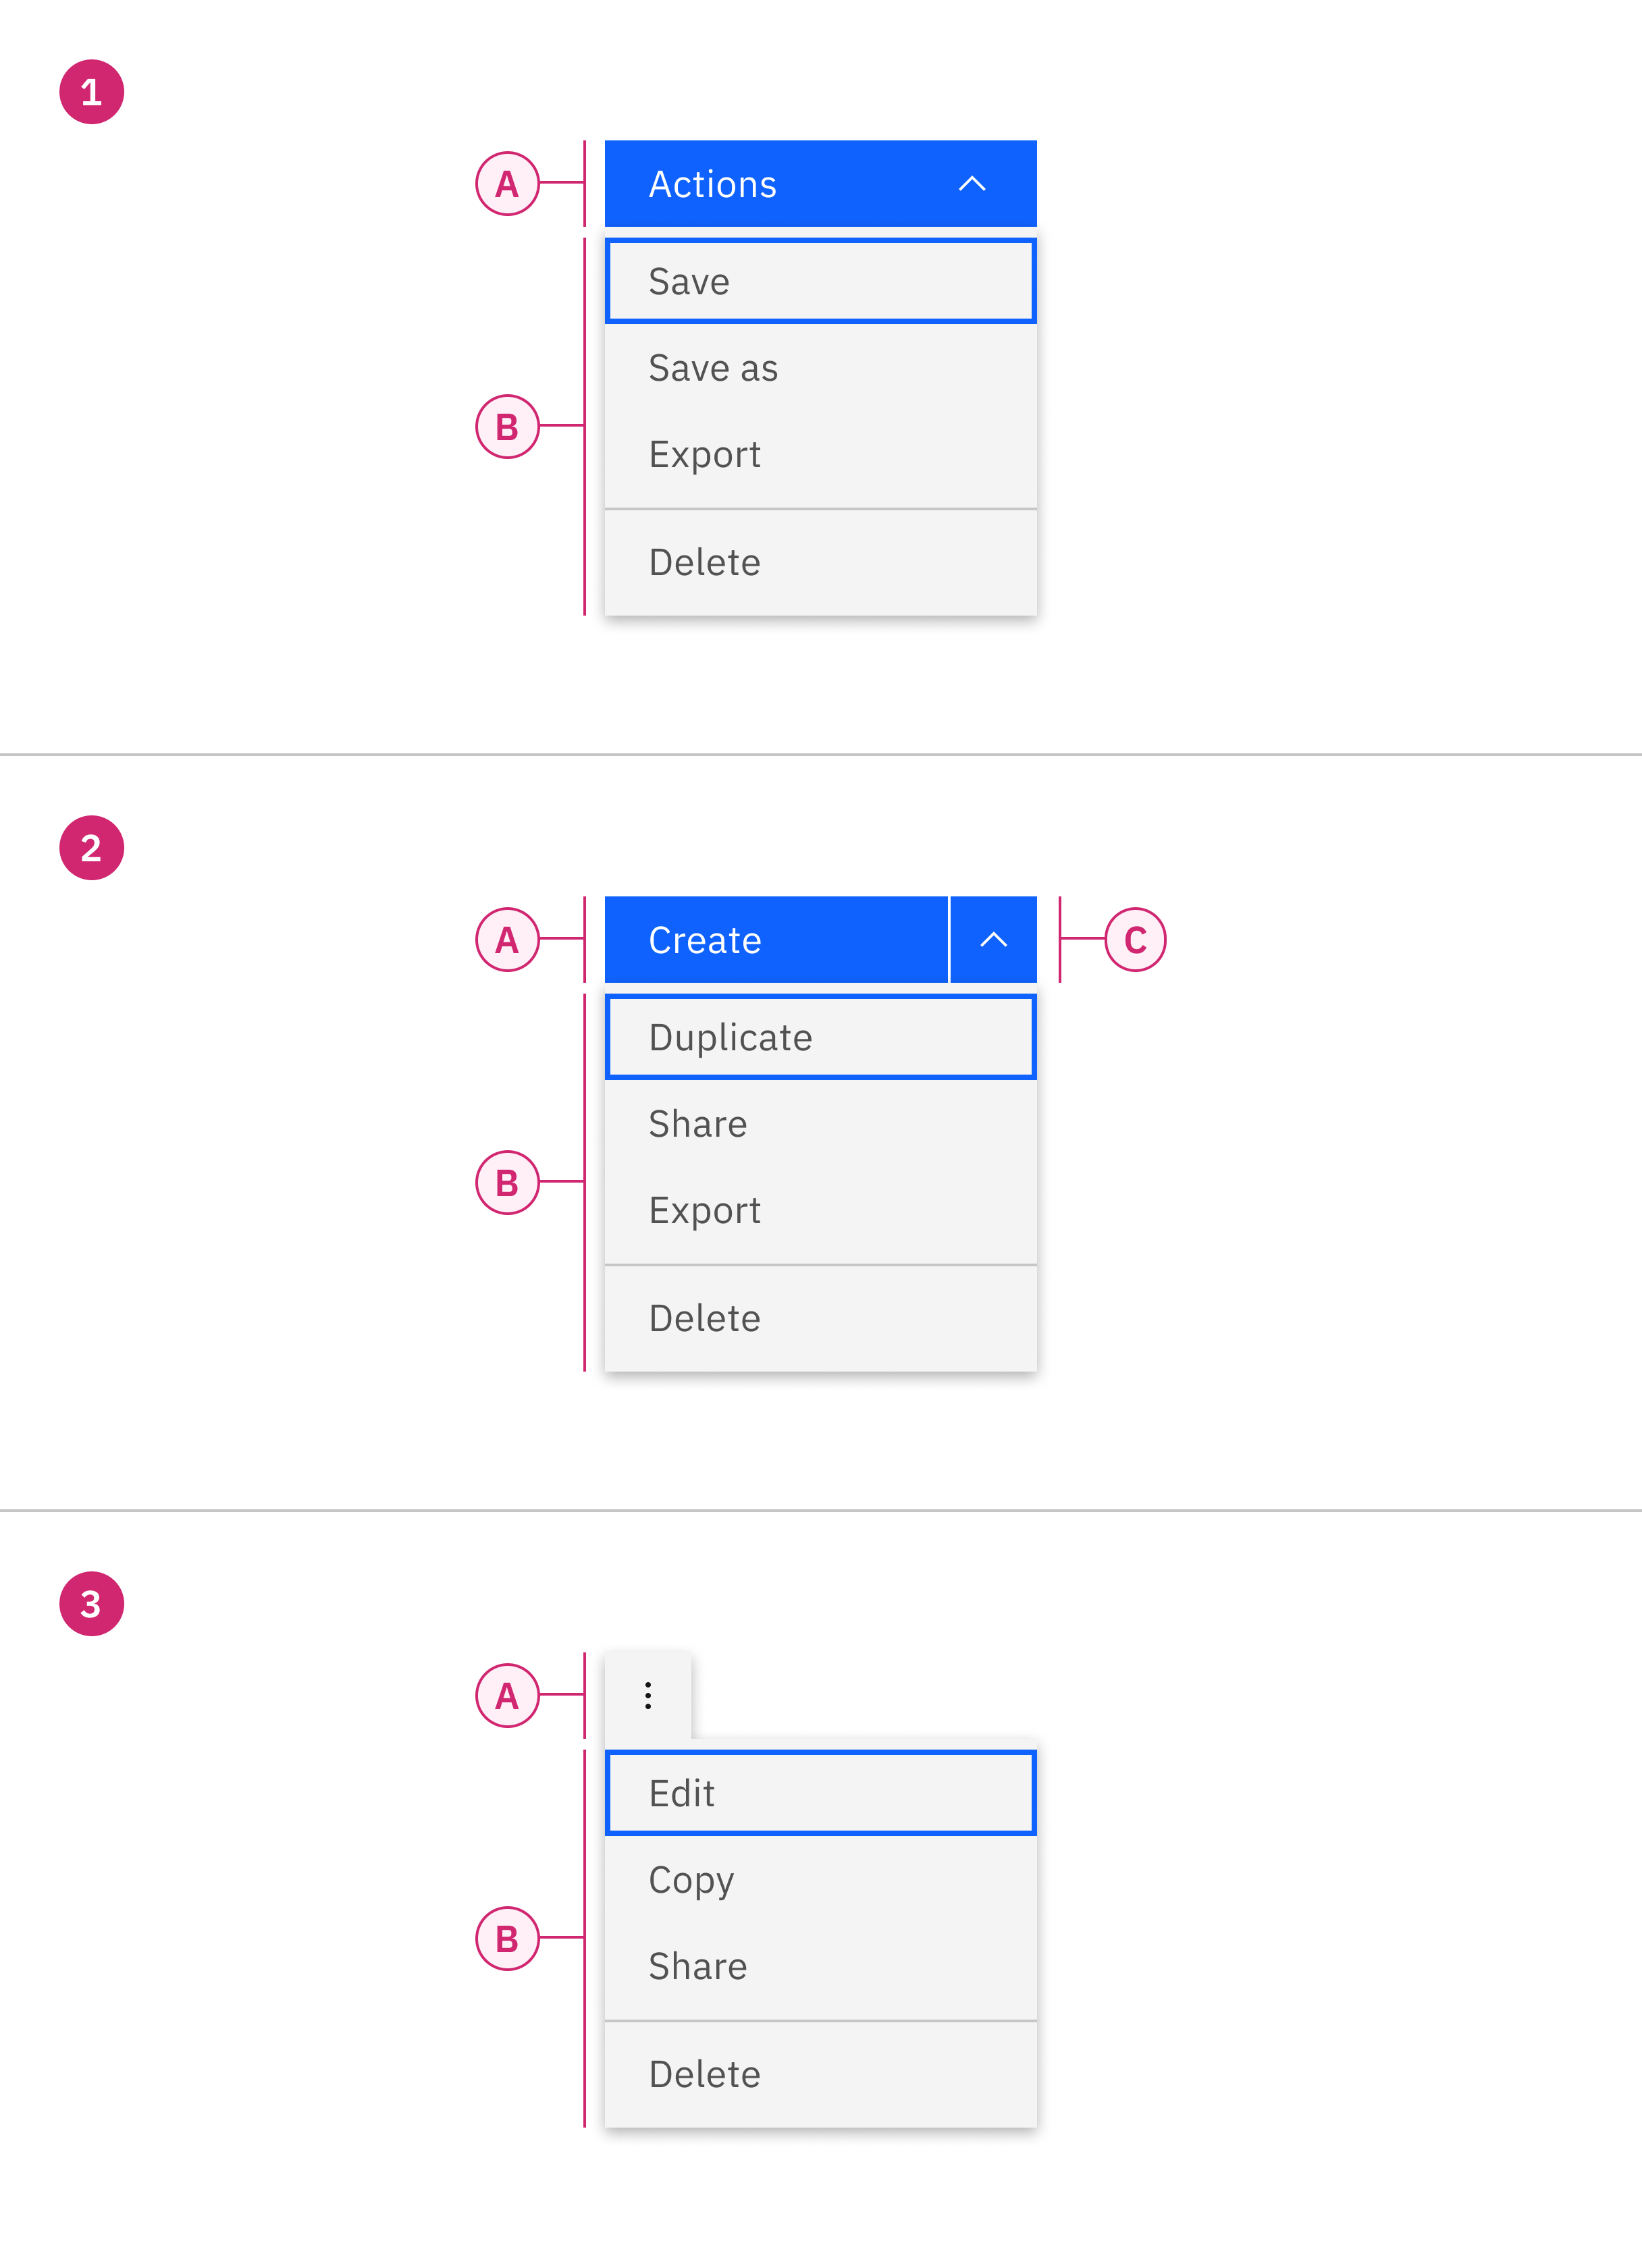 1
A
Actions
Save
Save as
B
Export
Delete
2
A
Create
C
Duplicate
Share
B
Export
Delete
3
A
Edit
Copy
B
Share
Delete